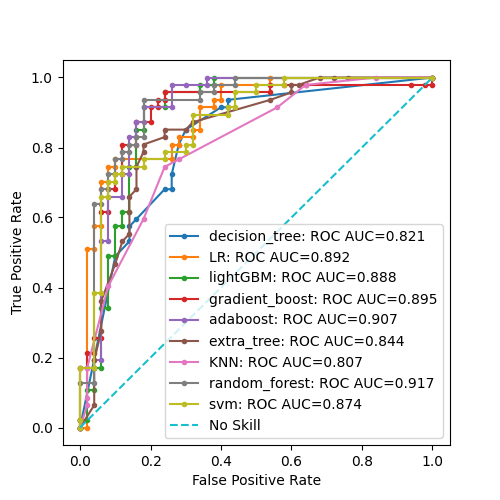 1.0
0.8
0.6
0.4
0.2
0.0
True Positive Rate
decision_tree: ROC AUC=0.821
LR: ROC AUC=0.892
lightGBM: ROC AUC=0.888
gradient_boost: ROC AUC=0.895
adaboost: ROC AUC=0.907
extra_tree: ROC AUC=0.844
KNN: ROC AUC=0.807
random_forest: ROC AUC=0.917
svm: ROC AUC=0.874
No Skill
0.0 0.2 0.4 0.6 0.8 1.0
False Positive Rate